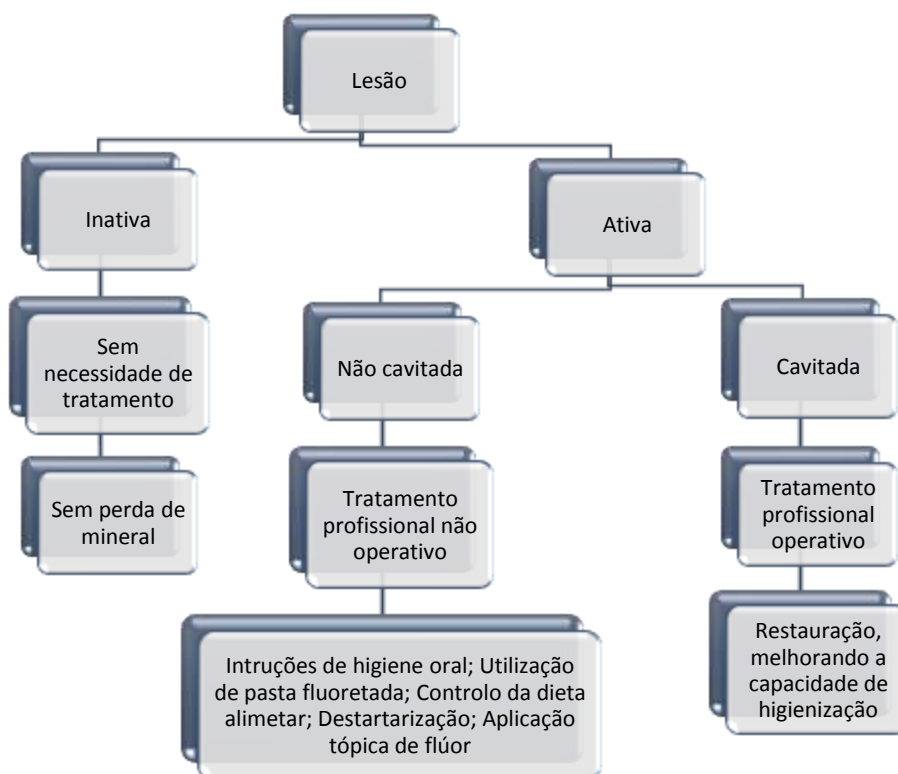 Lesão
Inativa
Ativa
Sem
necessidade de
tratamento
Não cavitada
Cavitada
Sem perda de
mineral
Tratamento
profissional não
operativo
Tratamento
profissional
operativo
Intruções de higiene oral; Utilização
de pasta fluoretada; Controlo da dieta
alimetar; Destartarização; Aplicação
tópica de flúor
Restauração,
melhorando a
capacidade de
higienização